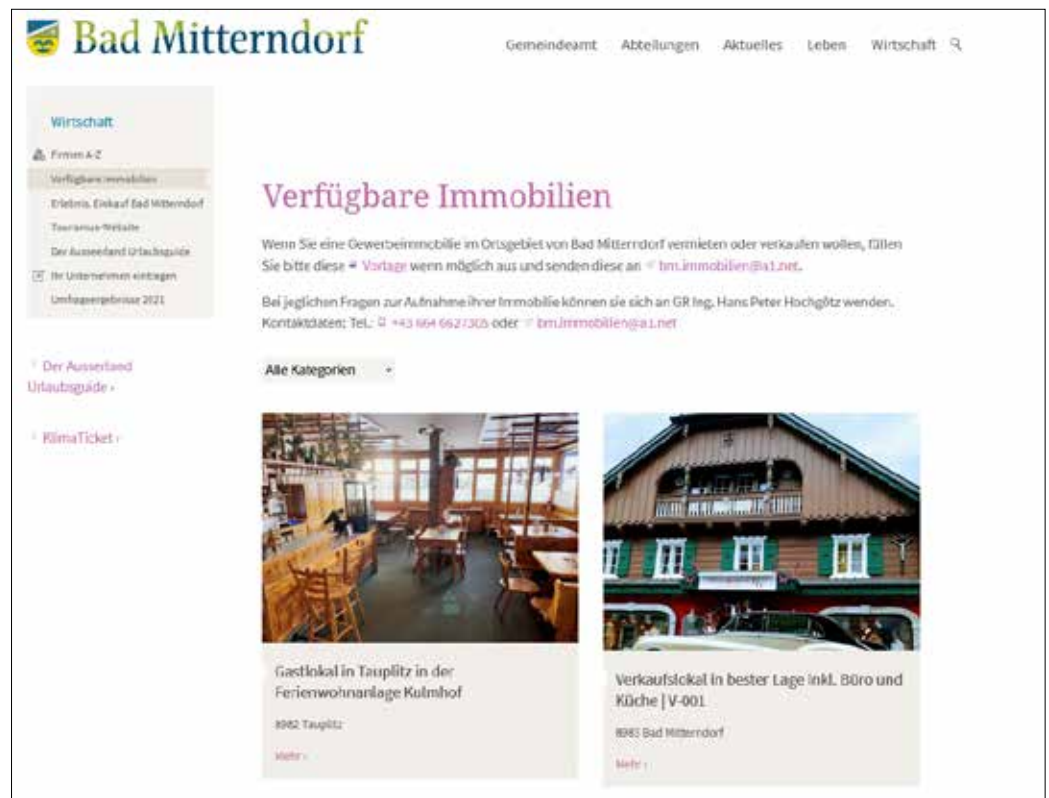 Bad Mitterndorf
Gemeindeamt Abteilungen Aktuelles Leben Wirtschaft
Wirtschaft
Firmen A-Z
Verfügbare Immobilien
Erlebnis. Einkauf Bad Mitterndorf
Tourismus-Website
Der Ausseerland Urlaubsguide
Ihr Unternehmen eintragen
Umfrageergebnisse 2021
Der Ausserland
Urlaubsguide ›
KlimaTicket ›
Verfügbare Immobilien
Wenn Sie eine Gewerbeimmobilie im Ortsgebiet von Bad Mitterndorf vermieten oder verkaufen wollen, füllen
Sie bitte diese Vorlage wenn möglich aus und senden diese an bm.immobilien@a1.net.
Bei jeglichen Fragen zur Aufnahme ihrer Immobilie können sie sich an GR Ing. Hans Peter Hochgötz wenden.
Kontaktdaten: Tel.: +43 664 6627305 oder bm.immobilien@a1.net
Alle Kategorien
Gastlokal in Tauplitz in der
Ferienwohnanlage Kulmhof
8982 Tauplitz
Mehr ›
Verkaufslokal in bester Lage inkl. Büro und
Küche | V-001
8983 Bad Mitterndorf
Mehr ›